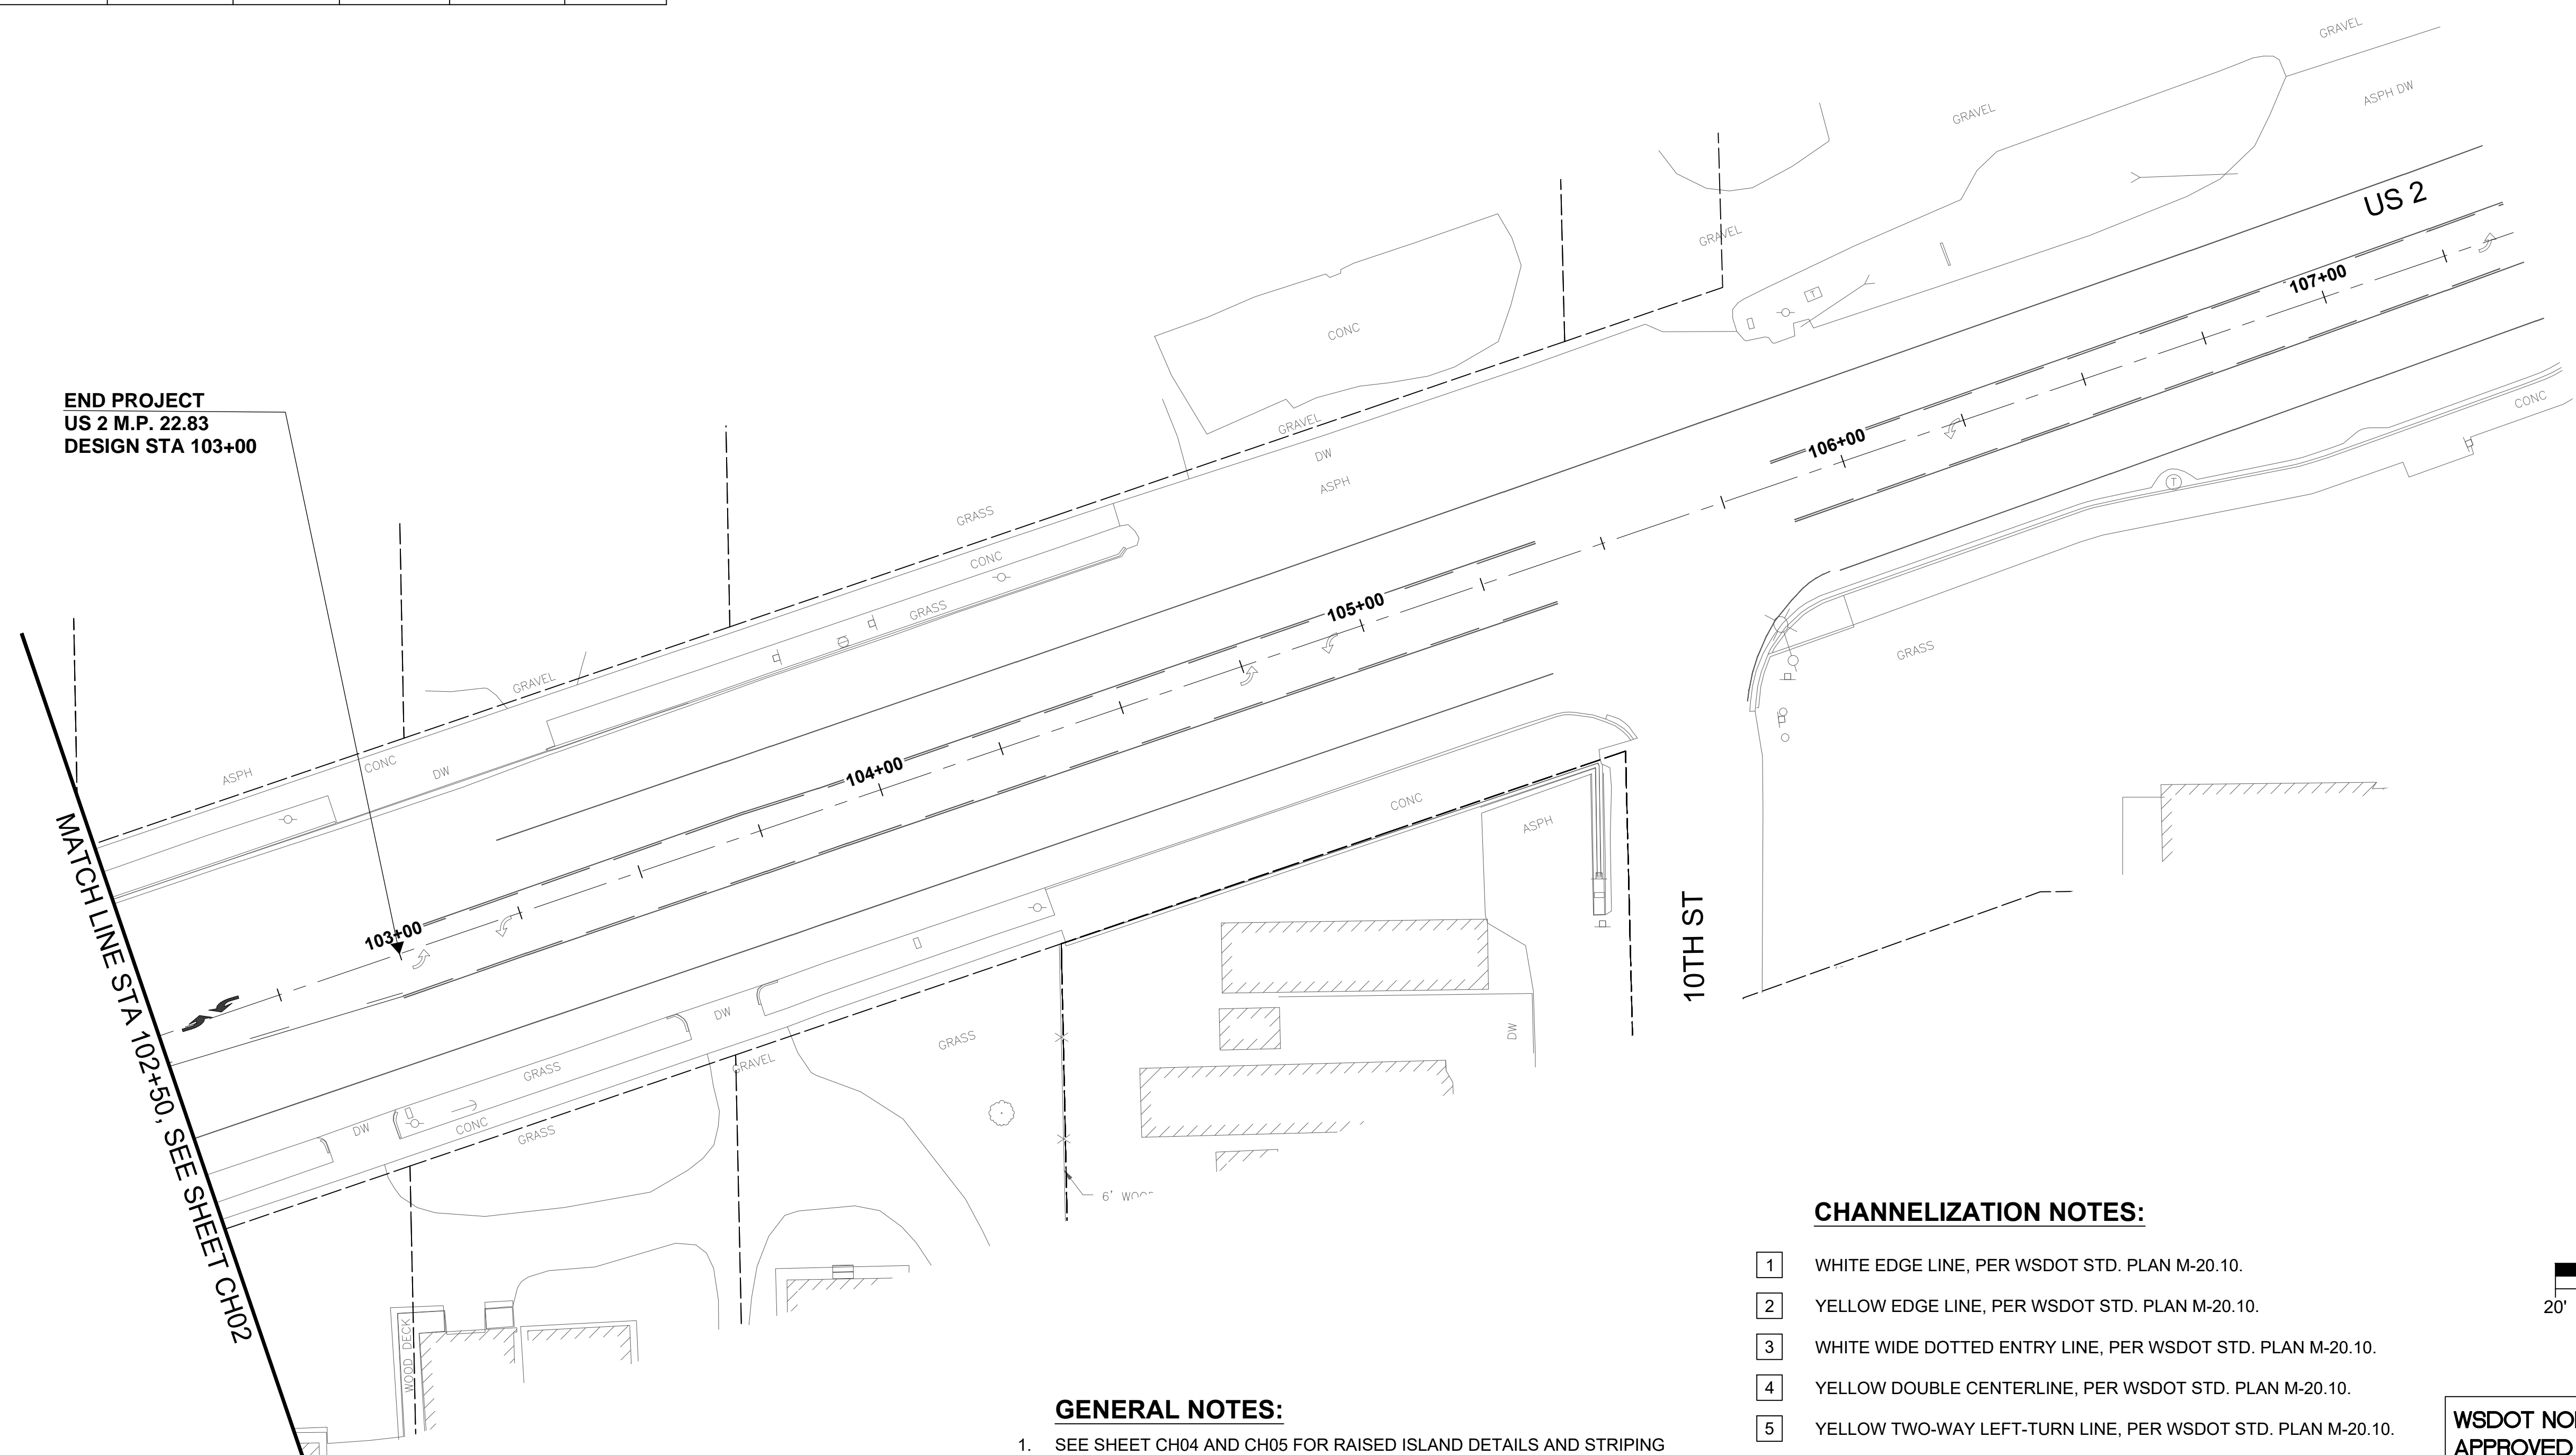 GRAVEL
ASPH DW
GRAVEL
US 2
GRAVEL
107+00
CONC
END PROJECT
US 2 M.P. 22.83
DESIGN STA 103+00
GRAVEL
DW
ASPH
106+00
CONC
GRASS
CONC
GRASS
105+00
T
T
GRASS
GRAVEL
ASPH
CONC
DW
104+00
CONC
ASPH
103+00
10TH ST
MATCH LINE STA 102+50, SEE SHEET CH02
DW
GRASS
GRAVEL
GRASS
DW
DW
CONC
GRASS
6' 
WOOD DECK
CHANNELIZATION NOTES:
1 WHITE EDGE LINE, PER WSDOT STD. PLAN M-20.10.
2 YELLOW EDGE LINE, PER WSDOT STD. PLAN M-20.10.
3 WHITE WIDE DOTTED ENTRY LINE, PER WSDOT STD. PLAN M-20.10.
4 YELLOW DOUBLE CENTERLINE, PER WSDOT STD. PLAN M-20.10.
5 YELLOW TWO-WAY LEFT-TURN LINE, PER WSDOT STD. PLAN M-20.10.
20'
GENERAL NOTES:
1. SEE SHEET CH04 AND CH05 FOR RAISED ISLAND DETAILS AND STRIPING
WSDOT
APPROVED